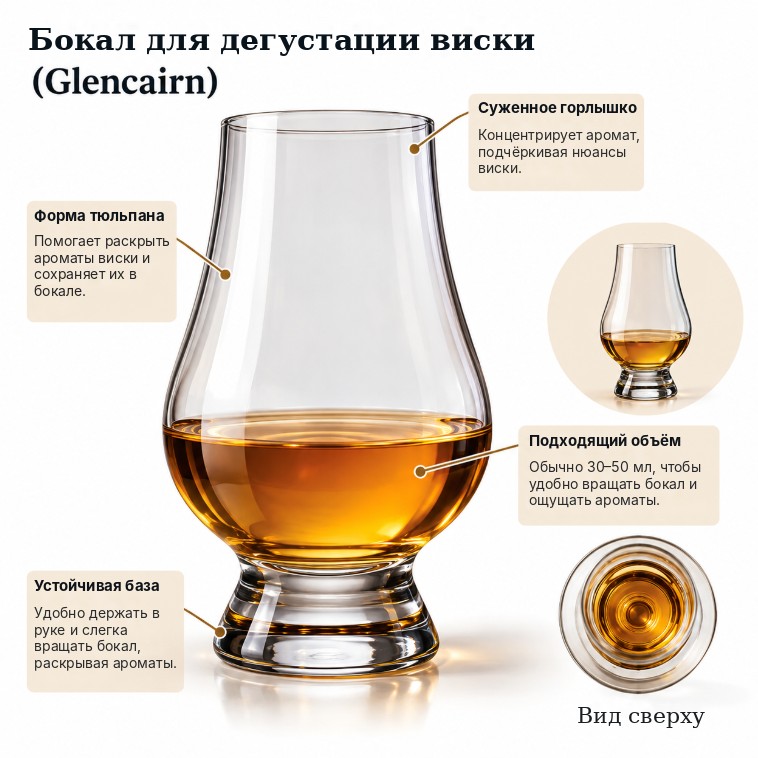 Бокал для дегустации виски
(Glencairn)
Суженное горлышко
Концентрирует аромат,
подчёркивая нюансы
виски.
Форма тюльпана
Помогает раскрыть
ароматы виски и
сохраняет их в
бокале.
Подходящий объём
Обычно 30–50 мл, чтобы
удобно вращать бокал и
ощущать ароматы.
Устойчивая база
Удобно держать в
руке и слегка
вращать бокал,
раскрывая ароматы.
Вид сверху